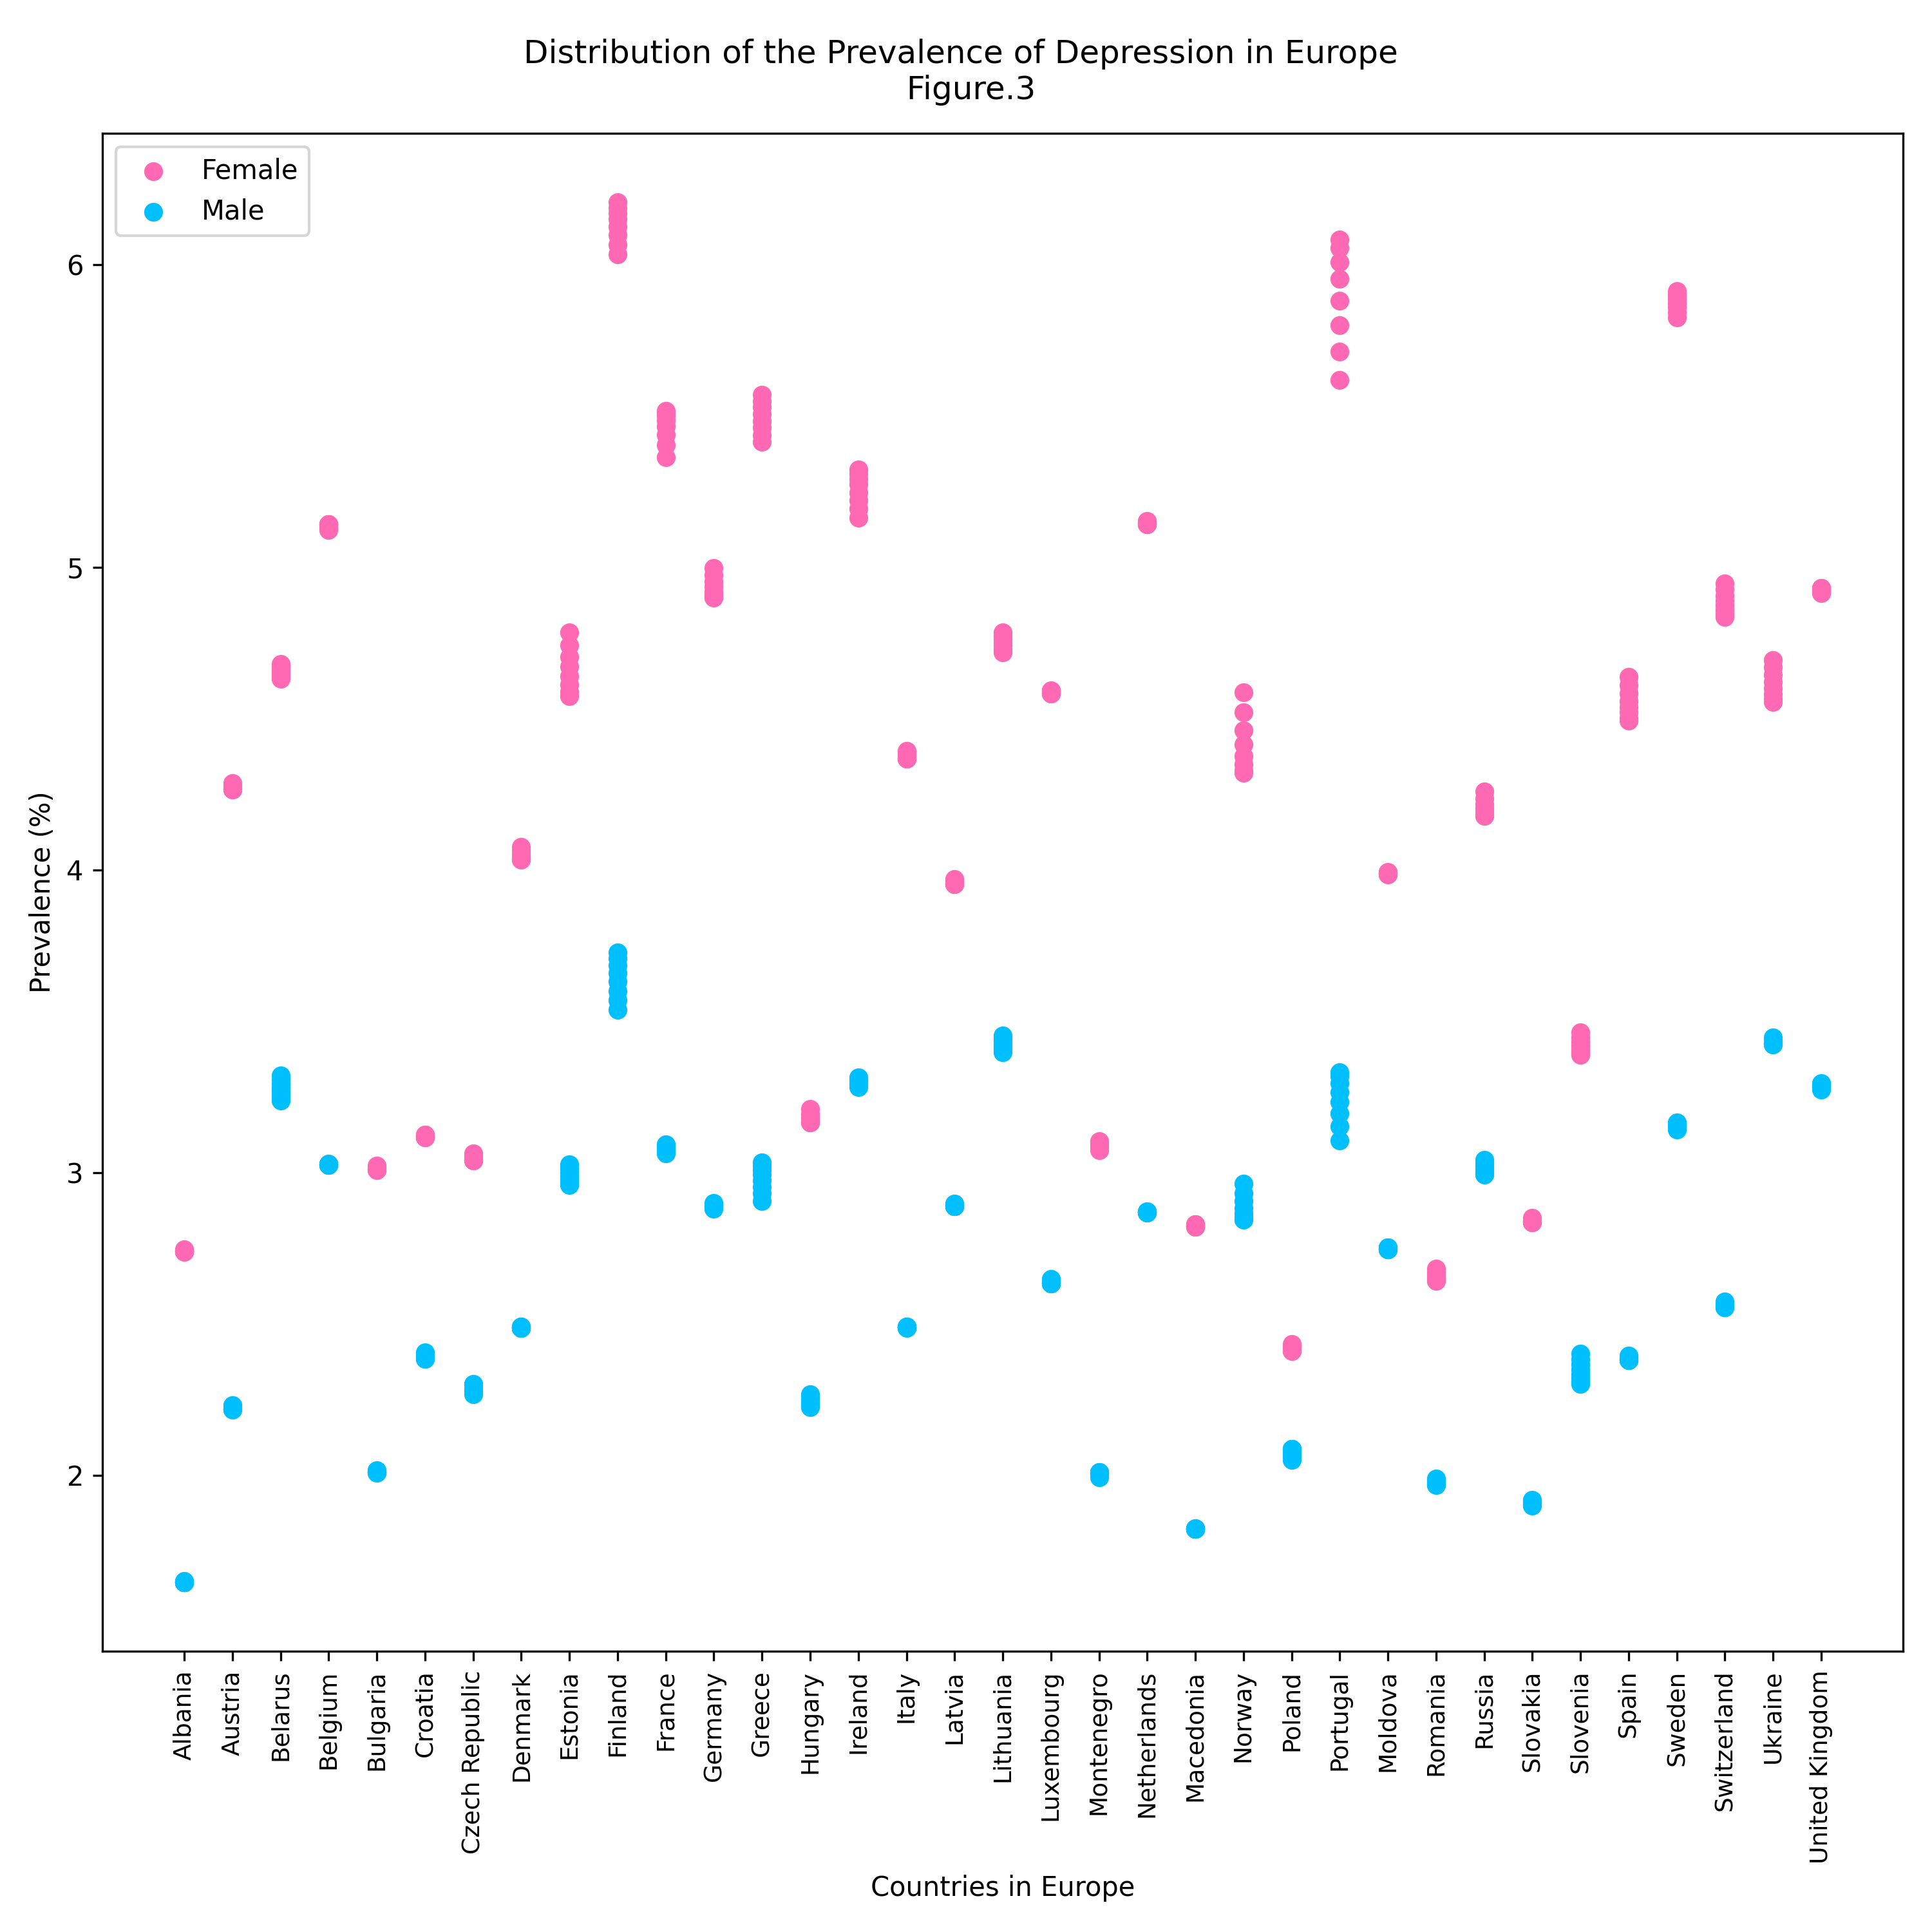 Distribution of the Prevalence of Depression in Europe
Figure.3
Female
Male
6
5
4
3
2
Prevalence (%)
Albania
Austria
Belarus
Belgium
Bulgaria
Croatia
Czech Republic
Denmark
Estonia
Finland
France
Germany
Greece
Hungary
Ireland
Italy
Latvia
Lithuania
Luxembourg
Montenegro
Netherlands
Macedonia
Norway
Poland
Portugal
Moldova
Romania
Russia
Slovakia
Slovenia
Spain
Sweden
Switzerland
Ukraine
United Kingdom
Countries in Europe